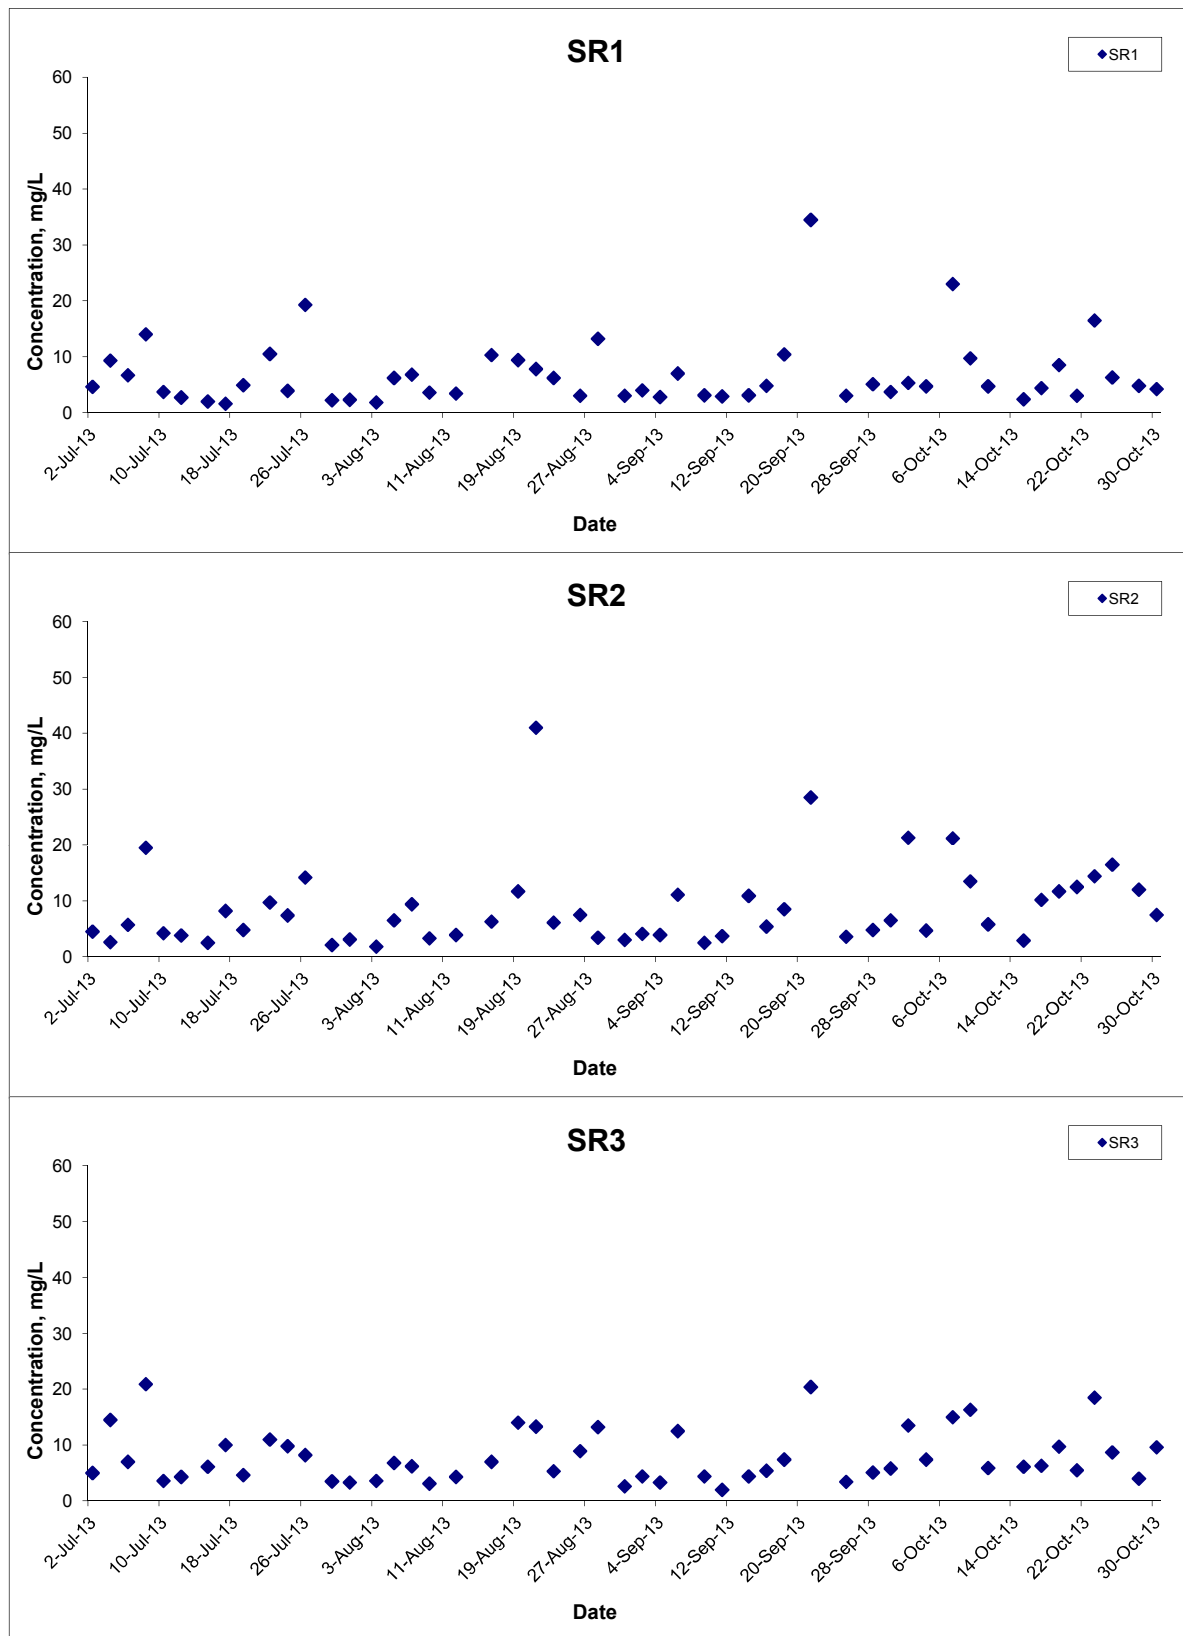 SR1
SR1
Concentration, mg/L
60
50
40
30
20
10
0
2-Jul-13
10-Jul-13
18-Jul-13
26-Jul-13
3-Aug-13
11-Aug-13
19-Aug-13
27-Aug-13
4-Sep-13
12-Sep-13
20-Sep-13
28-Sep-13
6-Oct-13
14-Oct-13
22-Oct-13
30-Oct-13
Date
SR2
SR2
Concentration, mg/L
60
50
40
30
20
10
0
2-Jul-13
10-Jul-13
18-Jul-13
26-Jul-13
3-Aug-13
11-Aug-13
19-Aug-13
27-Aug-13
4-Sep-13
12-Sep-13
20-Sep-13
28-Sep-13
6-Oct-13
14-Oct-13
22-Oct-13
30-Oct-13
Date
SR3
SR3
Concentration, mg/L
60
50
40
30
20
10
0
2-Jul-13
10-Jul-13
18-Jul-13
26-Jul-13
3-Aug-13
11-Aug-13
19-Aug-13
27-Aug-13
4-Sep-13
12-Sep-13
20-Sep-13
28-Sep-13
6-Oct-13
14-Oct-13
22-Oct-13
30-Oct-13
Date